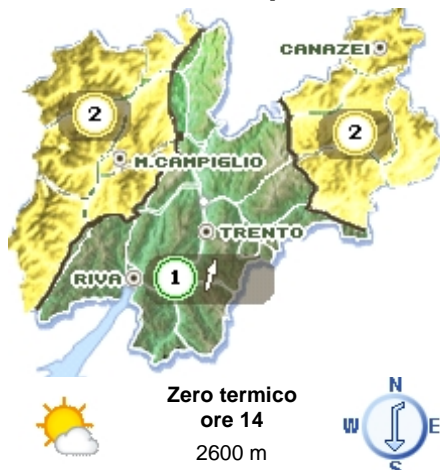 CANAZEI
2
2
M.CAMPIGLIO
TRENTO
RIVA
1
Zero termico
ore 14
2600 m
N
W
E
S